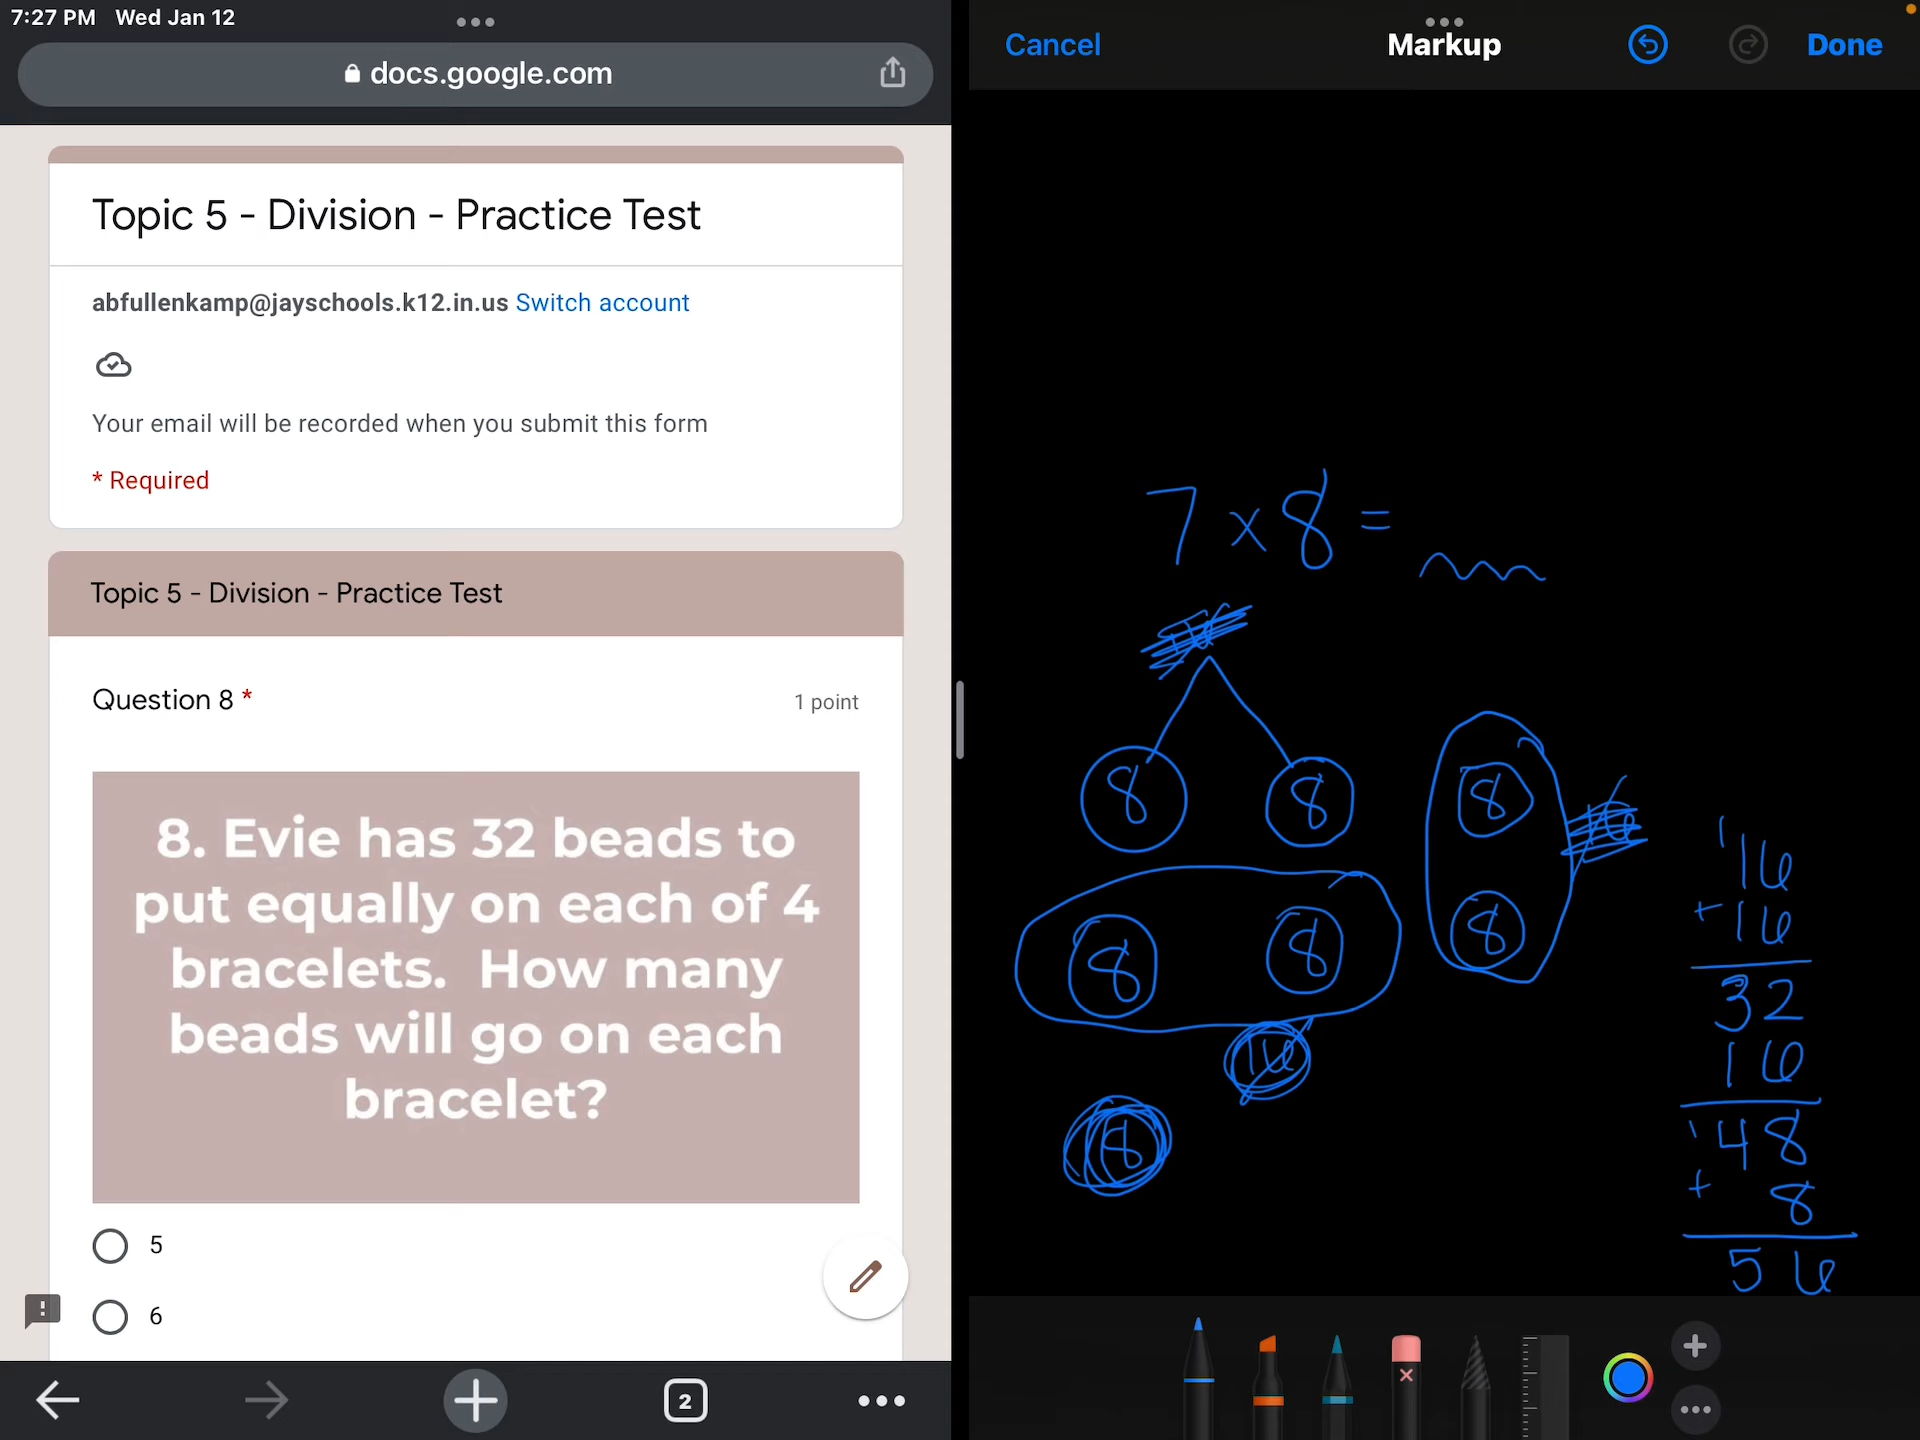 7:27 PM Wed Jan 12
docs.google.com
Topic 5 - Division - Practice Test
abfullenkamp@jayschools.k12.in.us Switch account
Your email will be recorded when you submit this form
* Required
Topic 5 - Division - Practice Test
Question 8 *
1 point
8. Evie has 32 beads to
put equally on each of 4
bracelets. How many
beads will go on each
bracelet?
5
6
2
Cancel
Markup
Done
7 x 8 =
8 8
8
8
8 8
16
8
1
16
+ 16
32
16
1 48
+ 8
56